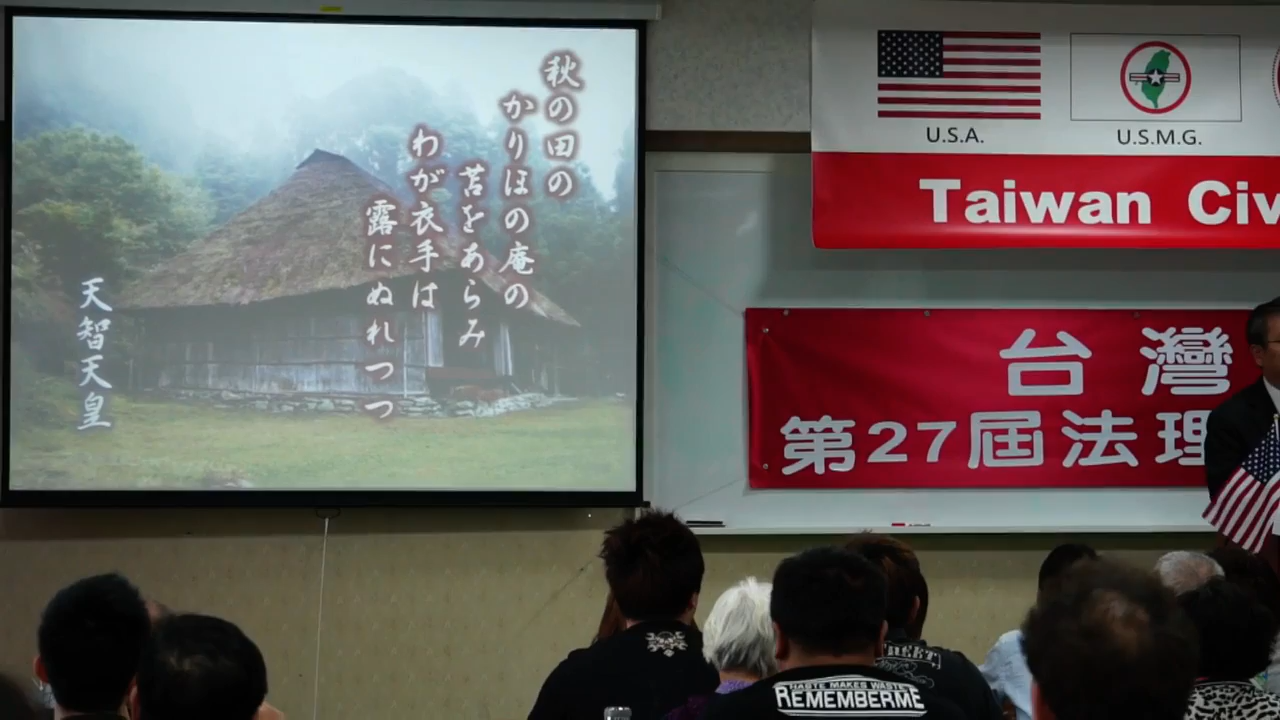 秋の田の
かりほの庵の
苫をあらみ
わが衣手は
露にぬれつつ
天智天皇
U.S.A.
U.S.M.G.
Taiwan Civ
台灣
第27屆法理
HASTE MAKES WASTE
REMEMBERME